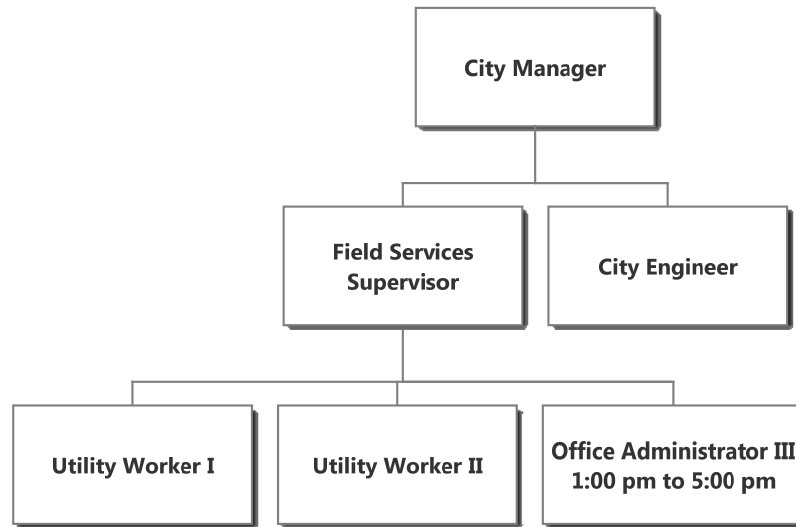 City Manager
Field Services
Supervisor
City Engineer
Utility Worker I
Utility Worker II
Office Administrator III
1:00 pm to 5:00 pm